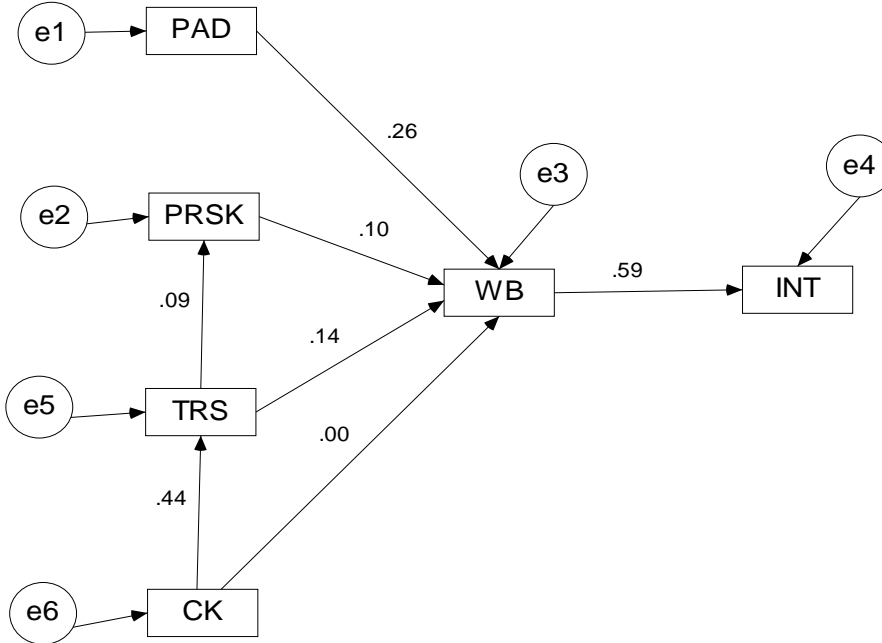 e1
PAD
.26
e3
e4
e2
PRSK
.10
WB
.59
INT
.09
.14
e5
TRS
.00
.44
e6
CK